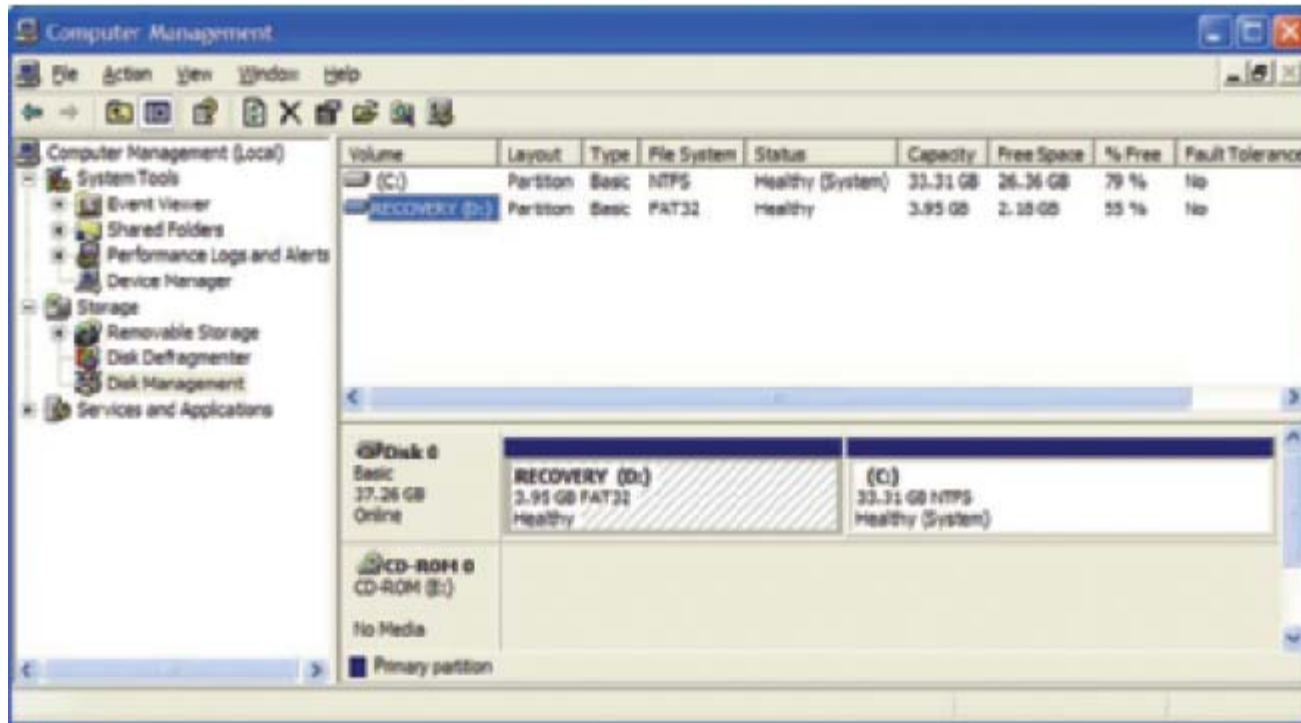 Computer Management
File Action View Window Help
Computer Management (Local)
System Tools
Event Viewer
Shared Folders
Performance Logs and Alerts
Device Manager
Storage
Removable Storage
Disk Defragmenter
Disk Management
Services and Applications
Volume Layout Type File System Status Capacity Free Space % Free Fault Tolerance
(C:) Partition Basic NTFS Healthy (System) 33.31 GB 26.36 GB 79 % No
RECOVERY (D:) Partition Basic FAT32 Healthy 3.95 GB 2.18 GB 55 % No
Disk 0
Basic
37.26 GB
Online
RECOVERY (D:)
3.95 GB FAT32
Healthy
(C:)
33.31 GB NTFS
Healthy (System)
CD-ROM 0
CD-ROM (E:)
No Media
Primary partition